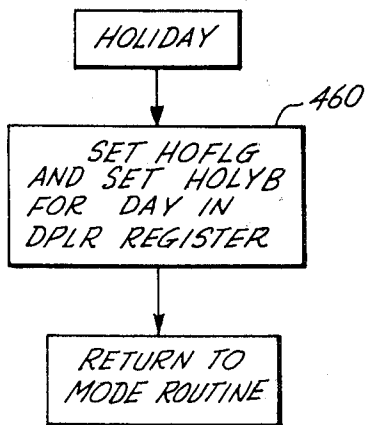 HOLIDAY
460
SET HOFLG
AND SET HOLYB
FOR DAY IN
DPLR REGISTER
RETURN TO
MODE ROUTINE